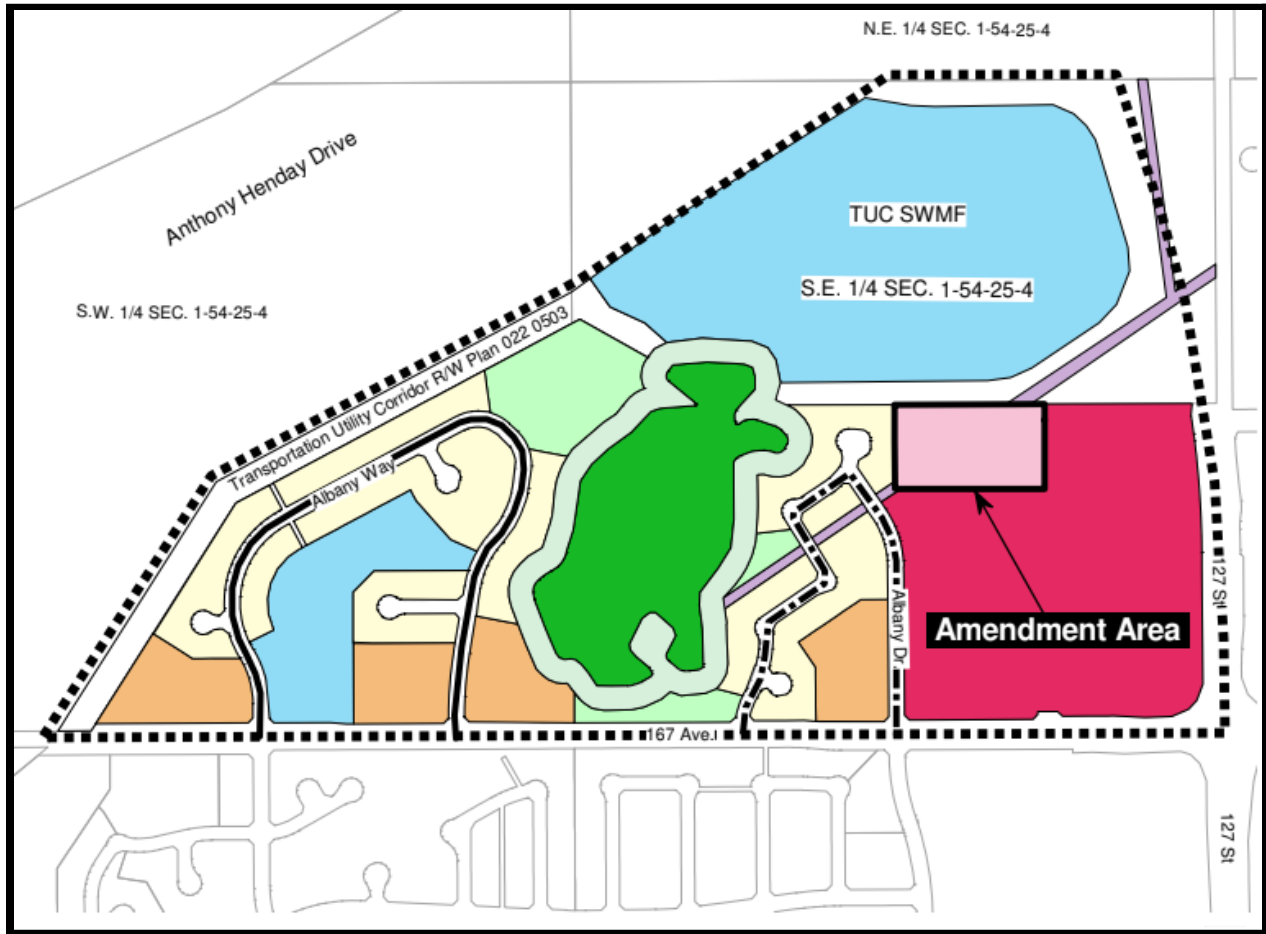 N.E. 1/4 SEC. 1-54-25-4
Anthony Henday Drive
TUC SWMF
S.E. 1/4 SEC. 1-54-25-4
S.W. 1/4 SEC. 1-54-25-4
Transportation Utility Corridor R/W Plan 022 0503
Albany Way
127 St
Albany Dr.
Amendment Area
167 Ave.
127 St